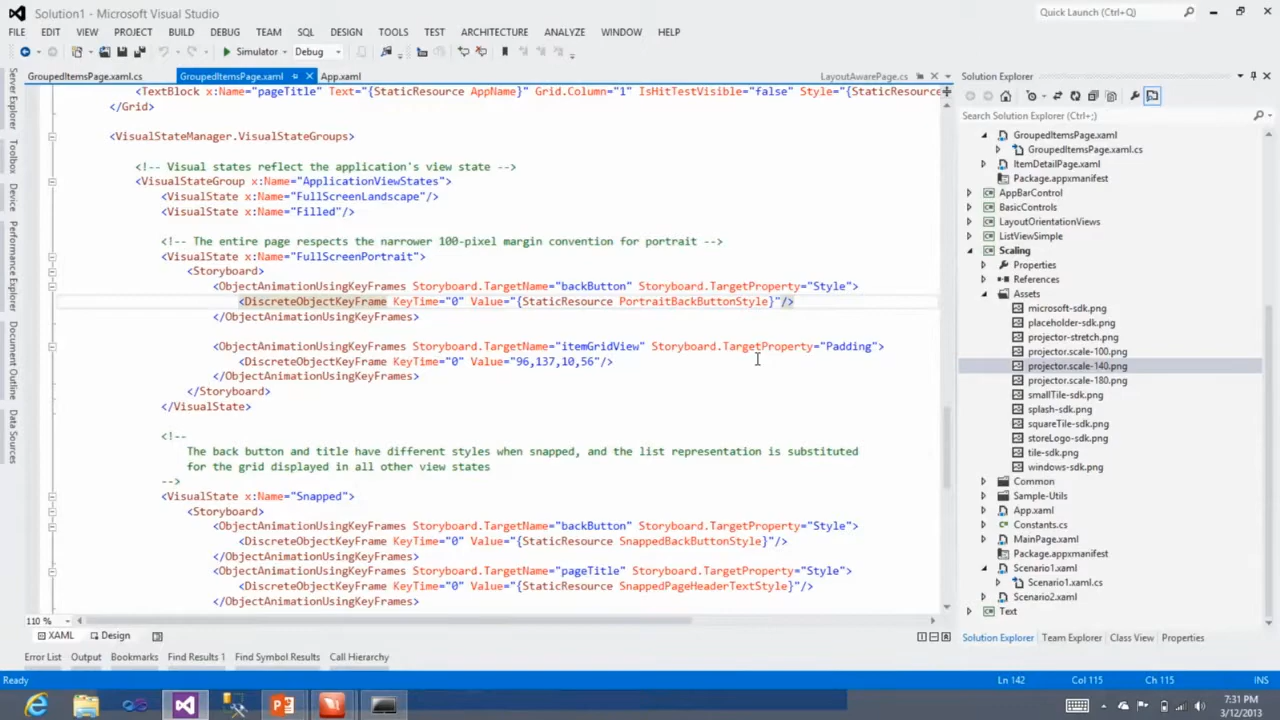 Solution1 - Microsoft Visual Studio
Quick Launch (Ctrl+Q)
FILE EDIT VIEW PROJECT BUILD DEBUG TEAM SQL DESIGN TOOLS TEST ARCHITECTURE ANALYZE WINDOW HELP
Simulator Debug
GroupedItemsPage.xaml.cs GroupedItemsPage.xaml App.xaml LayoutAwarePage.cs
Server Explorer
Toolbox
Device
Performance Explorer
Document Outline
Data Sources
<TextBlock x:Name="pageTitle" Text="{StaticResource AppName}" Grid.Column="1" IsHitTestVisible="false" Style="{StaticResource
</Grid>
<VisualStateManager.VisualStateGroups>
<!-- Visual states reflect the application's view state -->
<VisualStateGroup x:Name="ApplicationViewStates">
<VisualState x:Name="FullScreenLandscape"/>
<VisualState x:Name="Filled"/>
<!-- The entire page respects the narrower 100-pixel margin convention for portrait -->
<VisualState x:Name="FullScreenPortrait">
<Storyboard>
<ObjectAnimationUsingKeyFrames Storyboard.TargetName="backButton" Storyboard.TargetProperty="Style">
<DiscreteObjectKeyFrame KeyTime="0" Value="{StaticResource PortraitBackButtonStyle}"/>
</ObjectAnimationUsingKeyFrames>
<ObjectAnimationUsingKeyFrames Storyboard.TargetName="itemGridView" Storyboard.TargetProperty="Padding">
<DiscreteObjectKeyFrame KeyTime="0" Value="96,137,10,56"/>
</ObjectAnimationUsingKeyFrames>
</Storyboard>
</VisualState>
<!--
The back button and title have different styles when snapped, and the list representation is substituted
for the grid displayed in all other view states
-->
<VisualState x:Name="Snapped">
<Storyboard>
<ObjectAnimationUsingKeyFrames Storyboard.TargetName="backButton" Storyboard.TargetProperty="Style">
<DiscreteObjectKeyFrame KeyTime="0" Value="{StaticResource SnappedBackButtonStyle}"/>
</ObjectAnimationUsingKeyFrames>
<ObjectAnimationUsingKeyFrames Storyboard.TargetName="pageTitle" Storyboard.TargetProperty="Style">
<DiscreteObjectKeyFrame KeyTime="0" Value="{StaticResource SnappedPageHeaderTextStyle}"/>
</ObjectAnimationUsingKeyFrames>
110 %
XAML Design
Solution Explorer
Search Solution Explorer (Ctrl+;)
GroupedItemsPage.xaml
GroupedItemsPage.xaml.cs
ItemDetailPage.xaml
Package.appxmanifest
AppBarControl
BasicControls
LayoutOrientationViews
ListViewSimple
Scaling
Properties
References
Assets
microsoft-sdk.png
placeholder-sdk.png
projector-stretch.png
projector.scale-100.png
projector.scale-140.png
projector.scale-180.png
smallTile-sdk.png
splash-sdk.png
squareTile-sdk.png
storeLogo-sdk.png
tile-sdk.png
windows-sdk.png
Common
Sample-Utils
App.xaml
Constants.cs
MainPage.xaml
Package.appxmanifest
Scenario1.xaml
Scenario1.xaml.cs
Scenario2.xaml
Text
Solution Explorer Team Explorer Class View Properties
Error List Output Bookmarks Find Results 1 Find Symbol Results Call Hierarchy
Ready Ln 142 Col 115 Ch 115 INS
7:31 PM
3/12/2013